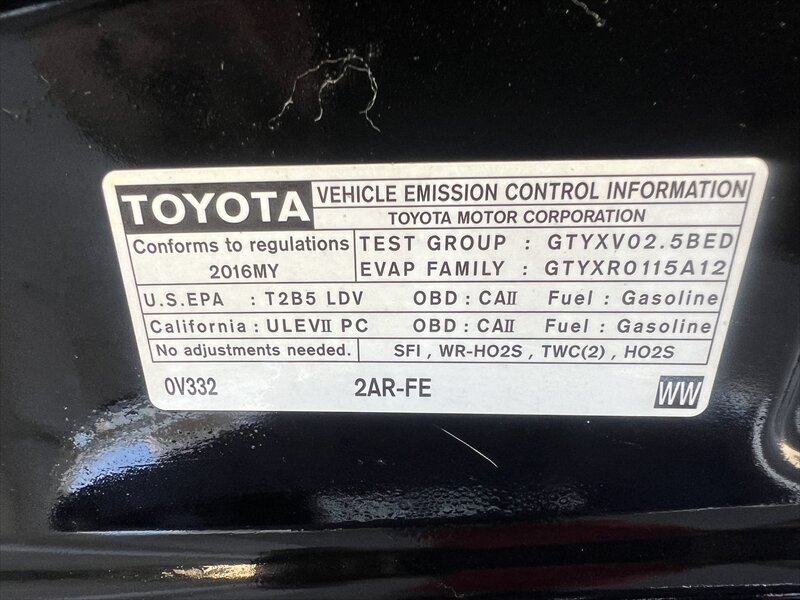 TOYOTA VEHICLE EMISSION CONTROL INFORMATION
TOYOTA MOTOR CORPORATION
Conforms to regulations
2016MY
TEST GROUP : GTYXV02.5BED
EVAP FAMILY : GTYXR0115A12
U.S.EPA : T2B5 LDV OBD : CAII Fuel : Gasoline
California : ULEVII PC OBD : CAII Fuel : Gasoline
No adjustments needed. SFI , WR-HO2S , TWC(2) , HO2S
0V332 2AR-FE WW